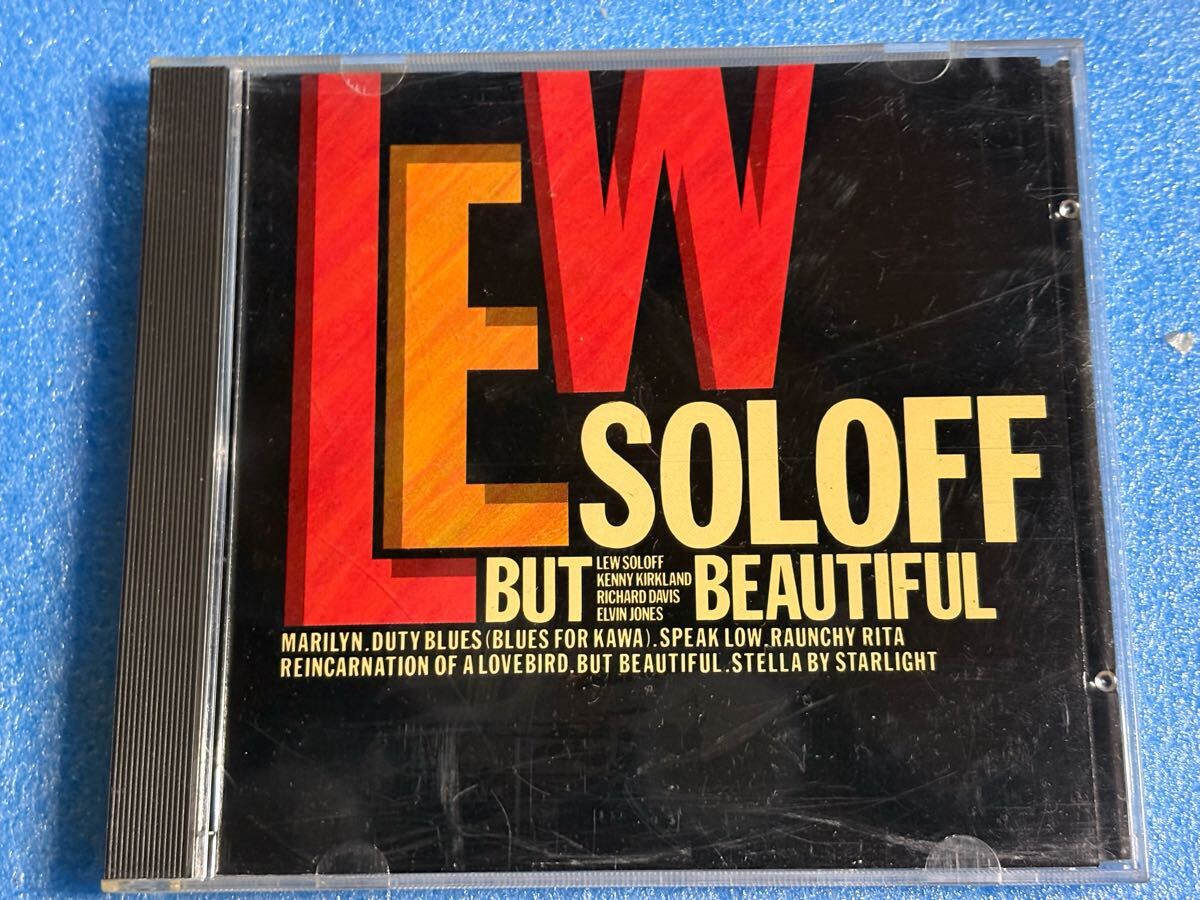 LEW
SOLOFF
BUT
LEW SOLOFF
KENNY KIRKLAND
RICHARD DAVIS
ELVIN JONES
BEAUTIFUL
MARILYN.DUTY BLUES (BLUES FOR KAWA).SPEAK LOW.RAUNCHY RITA
REINCARNATION OF A LOVEBIRD.BUT BEAUTIFUL.STELLA BY STARLIGHT